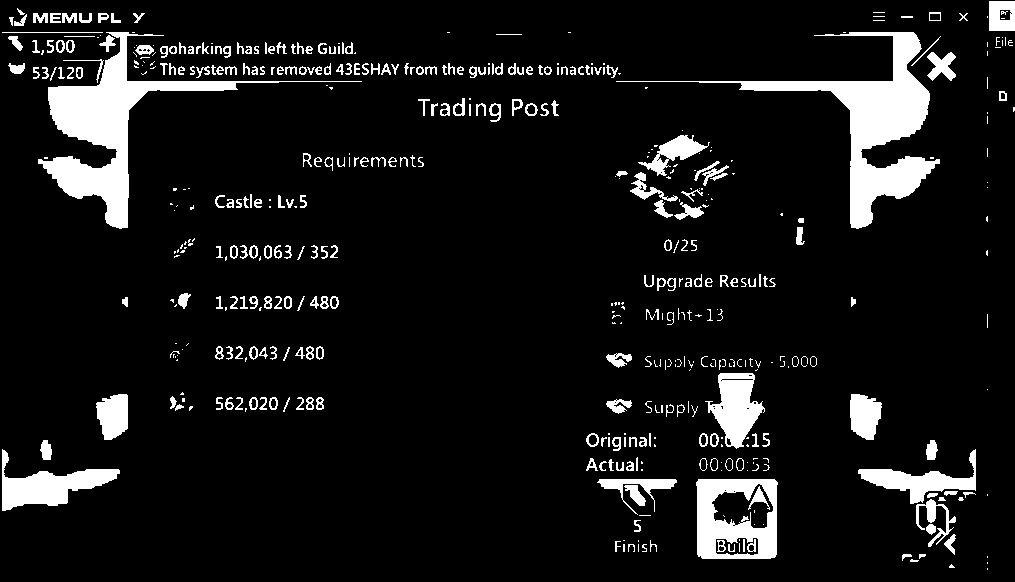 MEMU PL Y
1,500
53/120
goharking has left the Guild.
The system has removed 43ESHAY from the guild due to inactivity.
File
Trading Post
Requirements
Castle : Lv.5
1,030,063 / 352
1,219,820 / 480
832,043 / 480
562,020 / 288
0/25
i
Upgrade Results
Might+13
Supply Capacity + 5,000
Supply
Original:
Actual: 00:00:53
5
Finish
Build